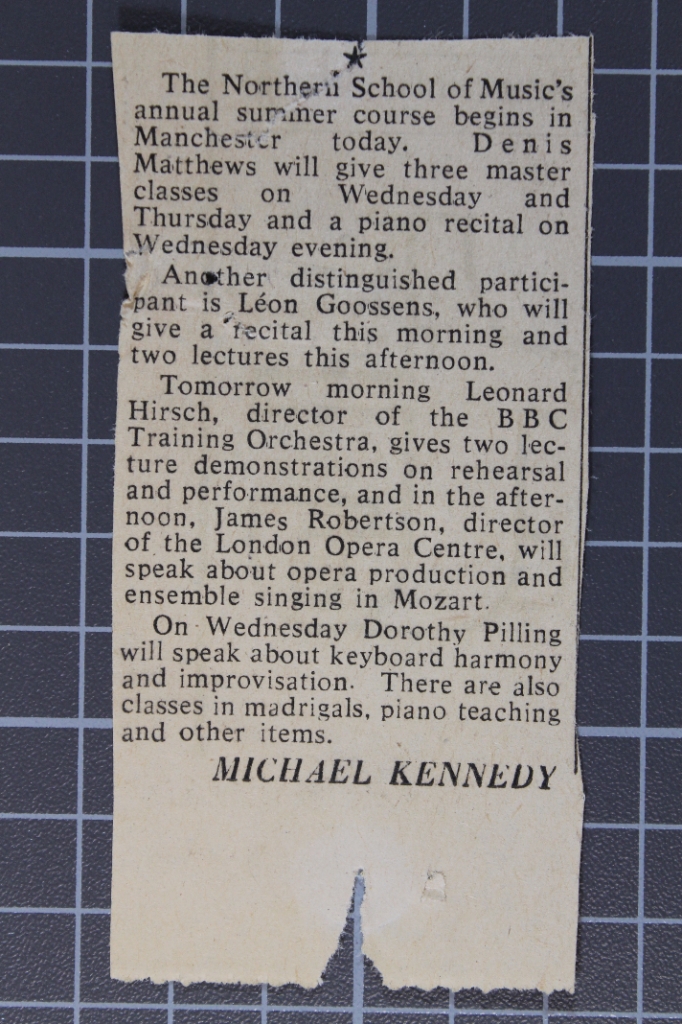 ★
The Northern School of Music's
annual summer course begins in
Manchester today. Denis
Matthews will give three master
classes on Wednesday and
Thursday and a piano recital on
Wednesday evening.
Another distinguished partici-
pant is Léon Goossens, who will
give a recital this morning and
two lectures this afternoon.
Tomorrow morning Leonard
Hirsch, director of the BBC
Training Orchestra, gives two lec-
ture demonstrations on rehearsal
and performance, and in the after-
noon, James Robertson, director
of the London Opera Centre, will
speak about opera production and
ensemble singing in Mozart.
On Wednesday Dorothy Pilling
will speak about keyboard harmony
and improvisation. There are also
classes in madrigals, piano teaching
and other items.
MICHAEL KENNEDY